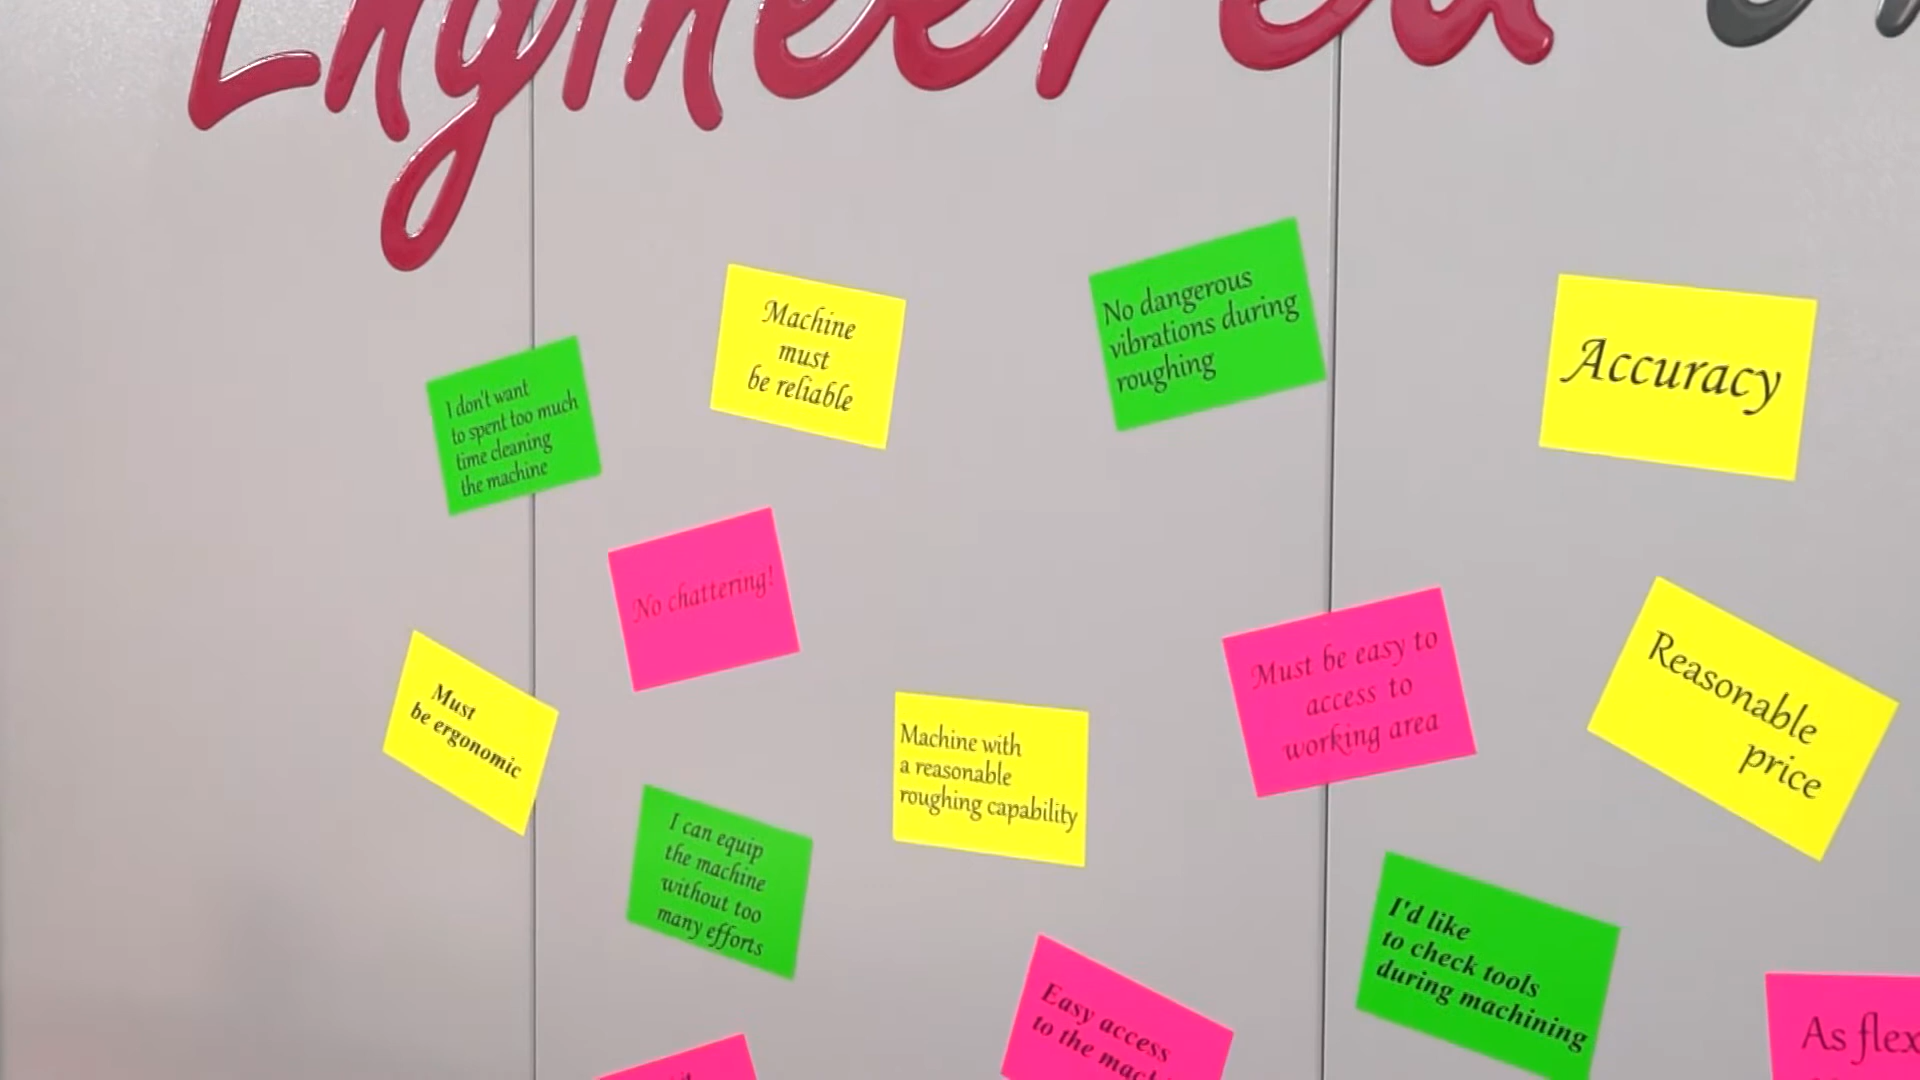 Engineered
No dangerous
vibrations during
roughing
Machine
must
be reliable
Accuracy
I don't want
to spent too much
time cleaning
the machine
No chattering!
Must be easy to
access to
working area
Reasonable
price
Must
be ergonomic
Machine with
a reasonable
roughing capability
I can equip
the machine
without too
many efforts
I'd like
to check tools
during machining
Easy access
to the
As